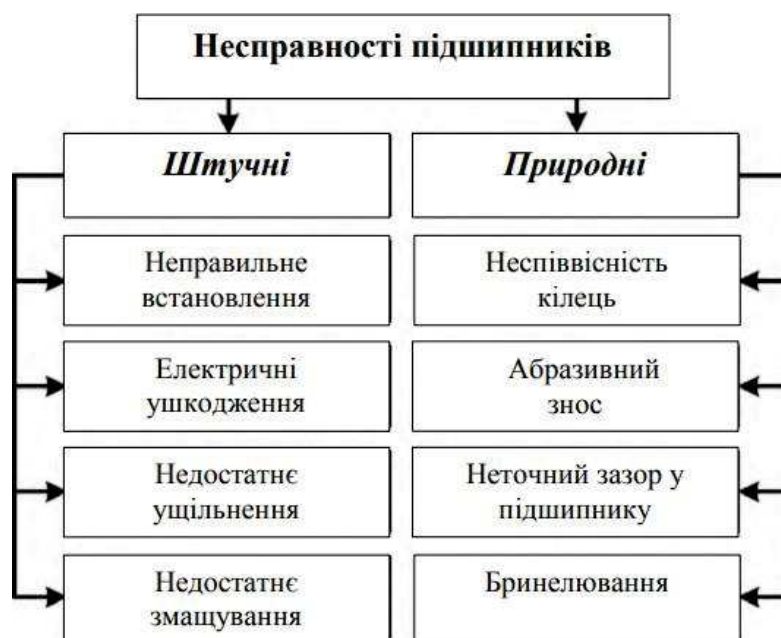 Несправності підшипників
Штучні
Природні
Неправильне
встановлення
Неспіввісність
кілець
Електричні
ушкодження
Абразивний
знос
Недостатнє
ущільнення
Неточний зазор у
підшипнику
Недостатнє
змащування
Бринелювання